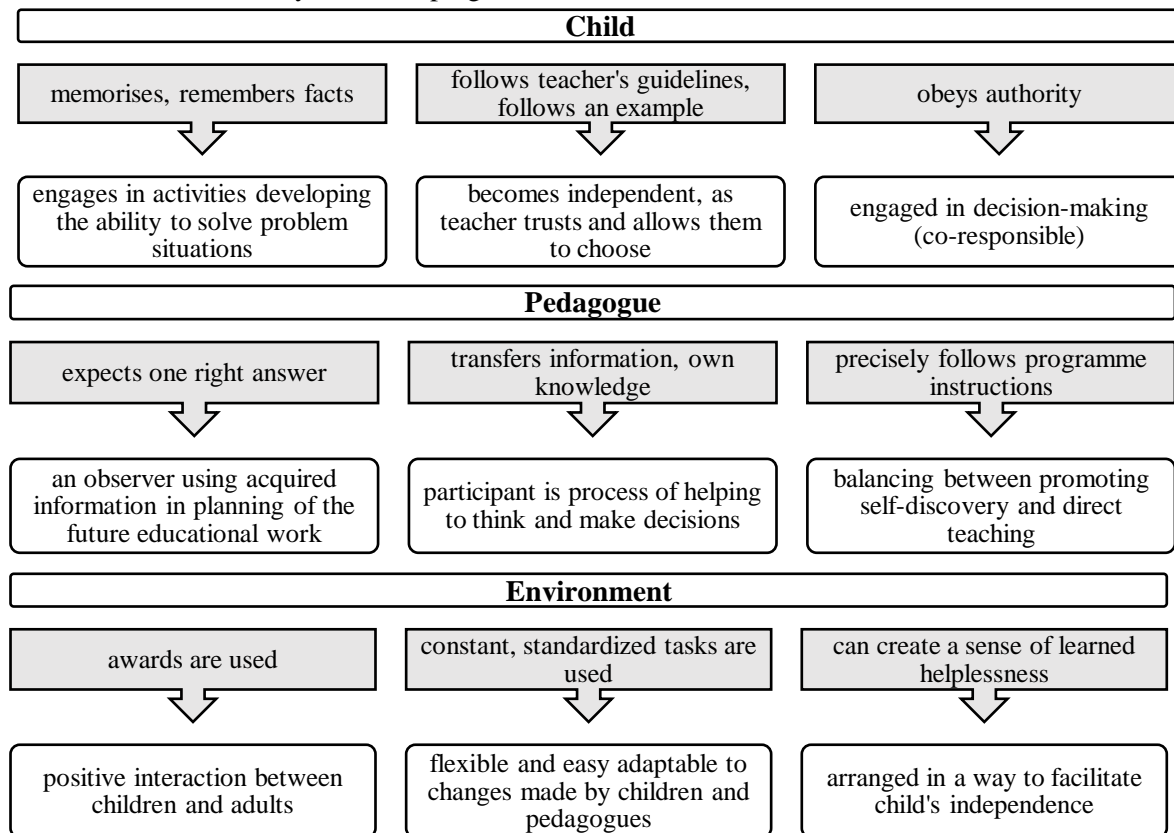 Child
memorises, remembers facts
follows teacher's guidelines,
follows an example
obeys authority
engages in activities developing
the ability to solve problem
situations
becomes independent, as
teacher trusts and allows them
to choose
engaged in decision-making
(co-responsible)
Pedagogue
expects one right answer
transfers information, own
knowledge
precisely follows programme
instructions
an observer using acquired
information in planning of the
future educational work
participant is process of helping
to think and make decisions
balancing between promoting
self-discovery and direct
teaching
Environment
awards are used
constant, standardized tasks are
used
can create a sense of learned
helplessness
positive interaction between
children and adults
flexible and easy adaptable to
changes made by children and
pedagogues
arranged in a way to facilitate
child's independence